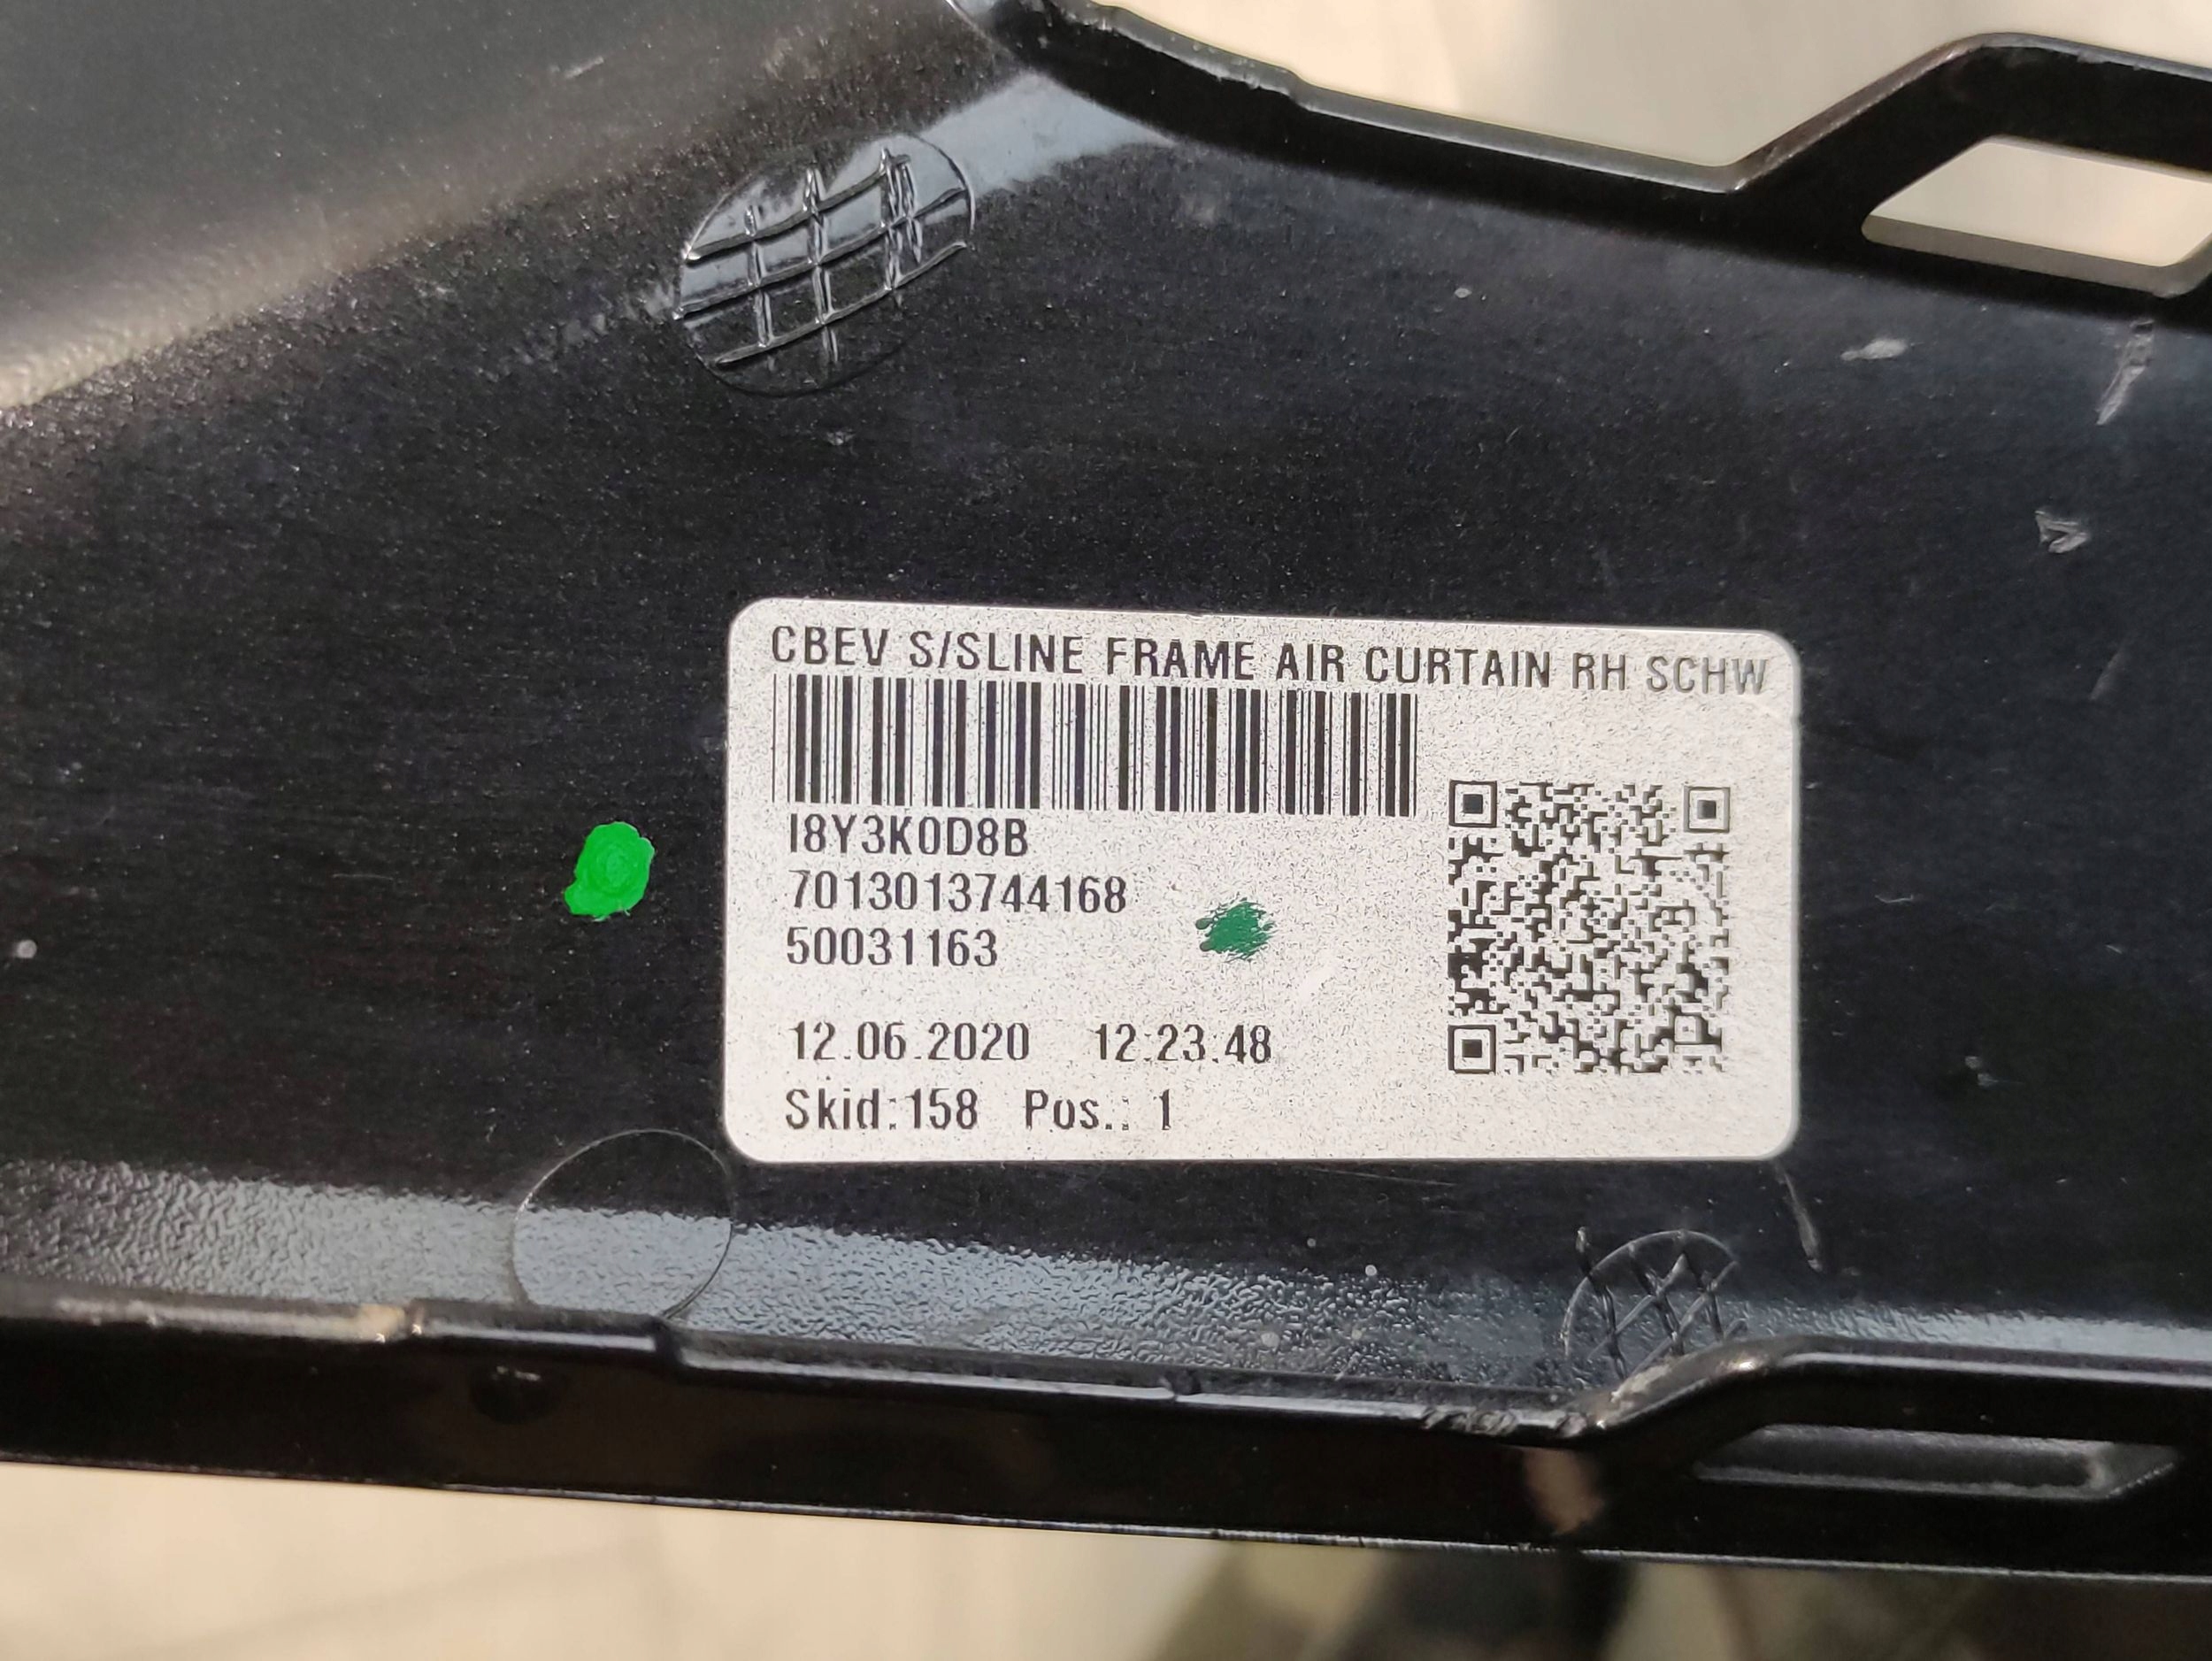 CBEV S/SLINE FRAME AIR CURTAIN RH SCHW
I8Y3K0D8B
7013013744168
50031163
12.06.2020 12:23:48
Skid:158 Pos.: 1